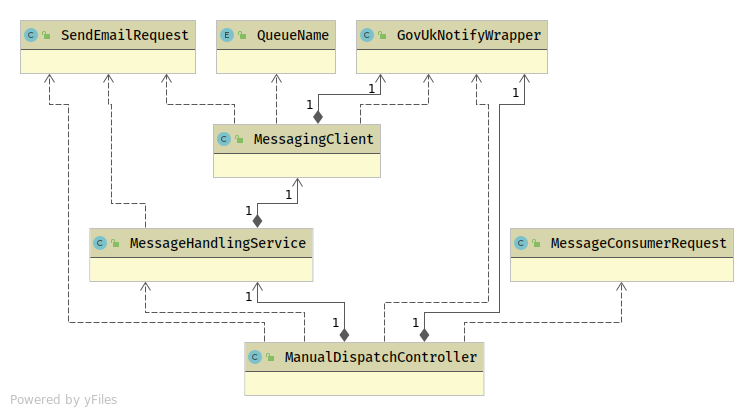 C SendEmailRequest
E QueueName
C GovUkNotifyWrapper
1
1
C MessagingClient
1
1
1
C MessageHandlingService
C MessageConsumerRequest
1
1
1
C ManualDispatchController
Powered by yFiles